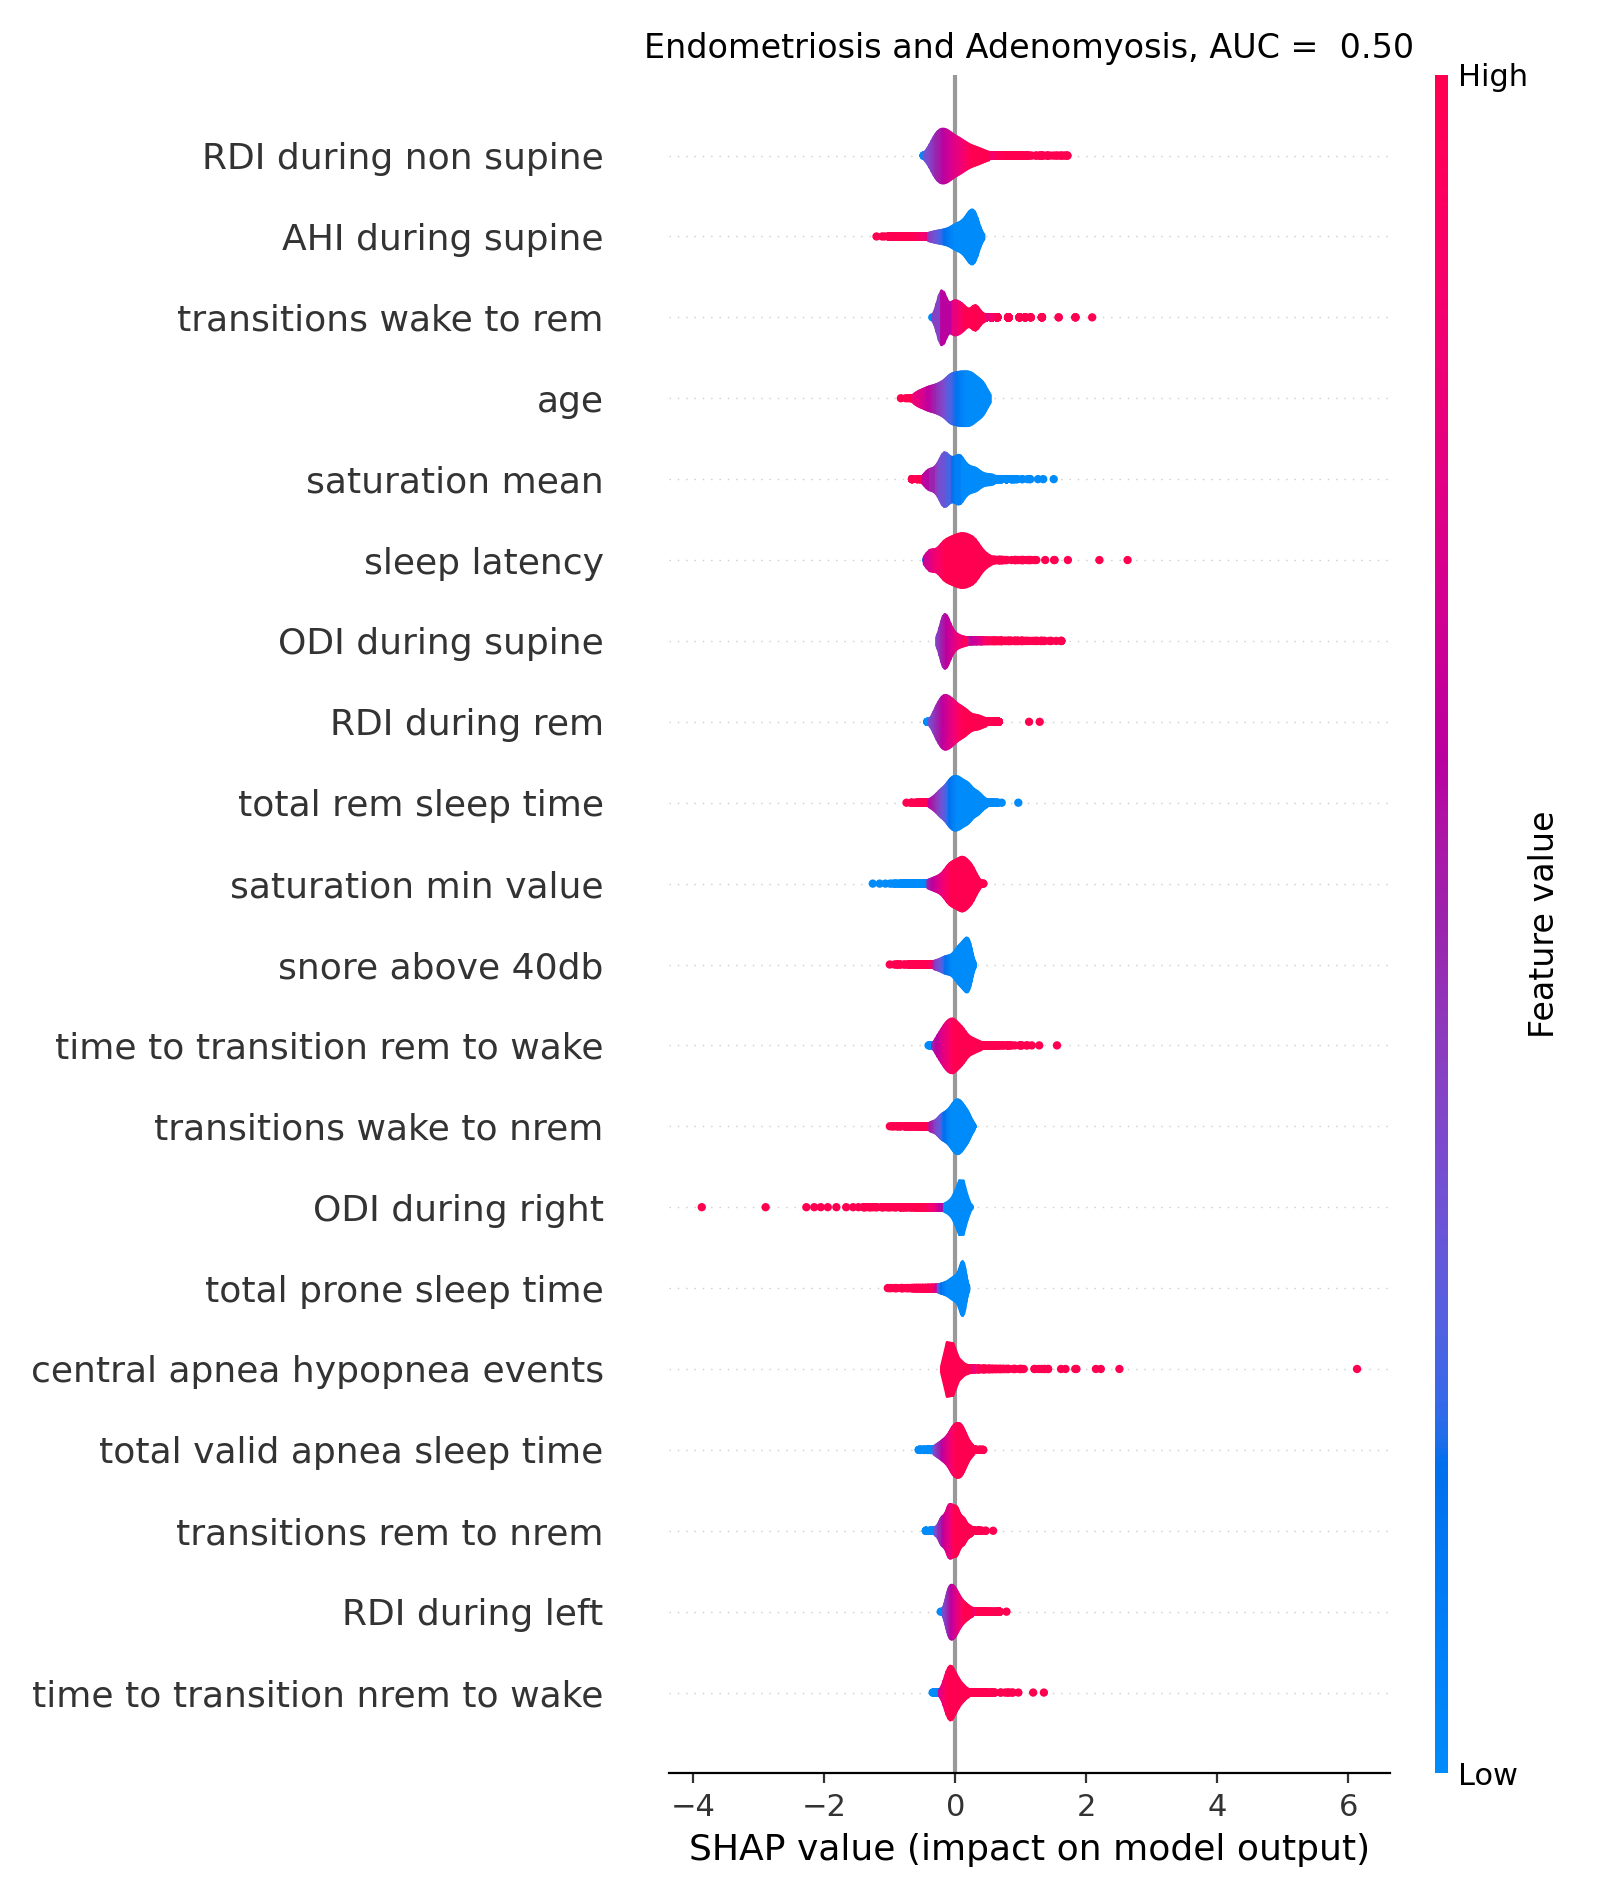 Endometriosis and Adenomyosis, AUC =  0.50
High
RDI during non supine
AHI during supine
transitions wake to rem
age
saturation mean
sleep latency
ODI during supine
RDI during rem
total rem sleep time
saturation min value
snore above 40db
time to transition rem to wake
transitions wake to nrem
ODI during right
total prone sleep time
central apnea hypopnea events
total valid apnea sleep time
transitions rem to nrem
RDI during left
time to transition nrem to wake
Feature value
Low
−4 −2 0 2 4 6
SHAP value (impact on model output)